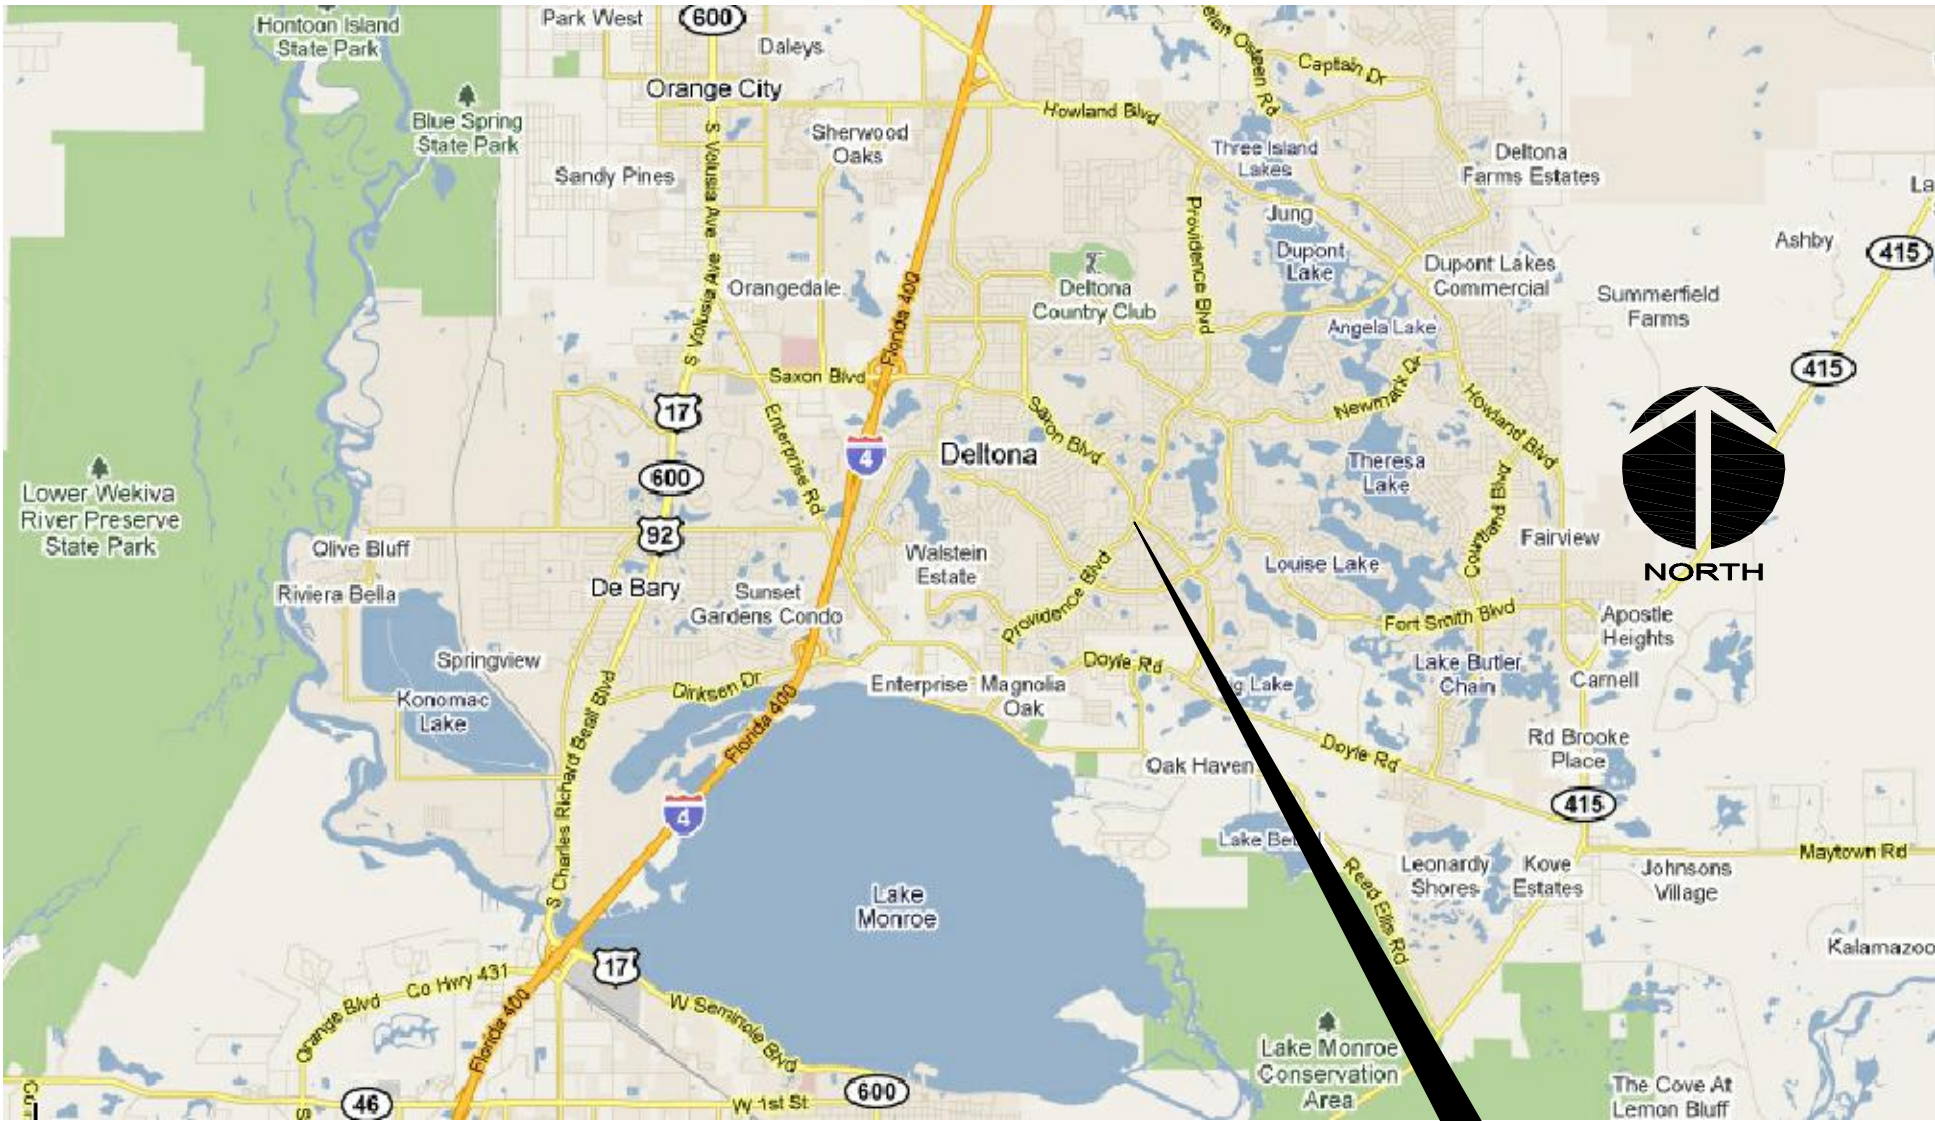 Hontoon Island
State Park
Park West
600
Daleys
Orange City
Blue Spring
State Park
Sherwood
Oaks
Sandy Pines
S Volusia Ave
S Volusia Ave
Orangedale
Florida 400
Howland Blvd
Captain Dr
Osteen Rd
Three Island
Lakes
Deltona
Farms Estates
Jung
Dupont
Lake
Providence Blvd
Dupont Lakes
Commercial
Deltona
Country Club
Angela Lake
Summerfield
Farms
Ashby
La
415
415
Saxon Blvd
17
Enterprise Rd
4
Deltona
Saxon Blvd
Newmark Dr
Howland Blvd
Theresa
Lake
Courtland Blvd
Fairview
NORTH
Lower Wekiva
River Preserve
State Park
600
92
Olive Bluff
Riviera Bella
De Bary
Sunset
Gardens Condo
Walstein
Estate
Louise Lake
Providence Blvd
Fort Smith Blvd
Apostle
Heights
Springview
Konomac
Lake
Dirksen Dr
Enterprise
Magnolia
Oak
Doyle Rd
g Lake
Lake Butler
Chain
Carnell
S Charles Richard Beall Blvd
Florida 400
4
Oak Haven
Doyle Rd
Rd Brooke
Place
415
Lake Be
Reed Ellis Rd
Leonardy
Shores
Kove
Estates
Johnsons
Village
Maytown Rd
Lake
Monroe
Kalamazoo
17
Co Hwy 431
Orange Blvd
Florida 400
W Seminole Blvd
Lake Monroe
Conservation
Area
The Cove At
Lemon Bluff
46
W 1st St
600
S